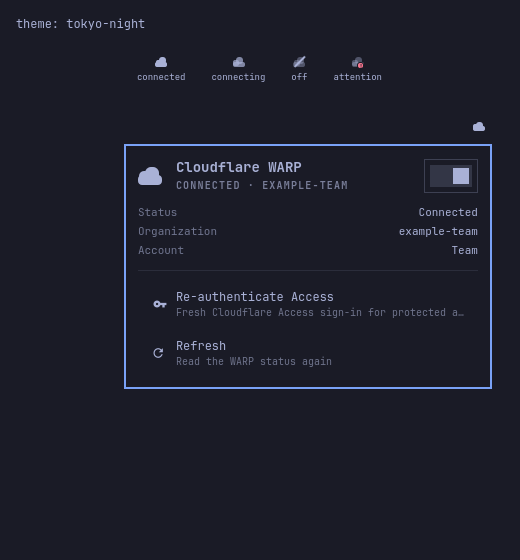 theme: tokyo-night
connected connecting off attention
Cloudflare WARP
CONNECTED · EXAMPLE-TEAM
Status Connected
Organization example-team
Account Team
Re-authenticate Access
Fresh Cloudflare Access sign-in for protected a…
Refresh
Read the WARP status again